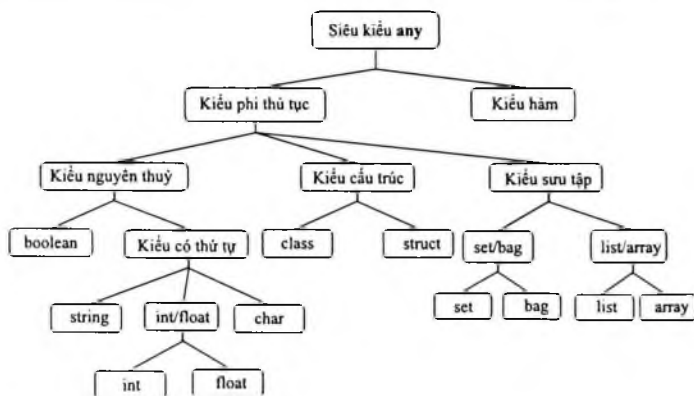 Siêu kiểu any
Kiểu phi thủ tục
Kiểu hàm
Kiểu nguyên thuỷ
Kiểu cấu trúc
Kiểu sưu tập
boolean
Kiểu có thứ tự
class
struct
set/bag
list/array
string
int/float
char
set
bag
list
array
int
float